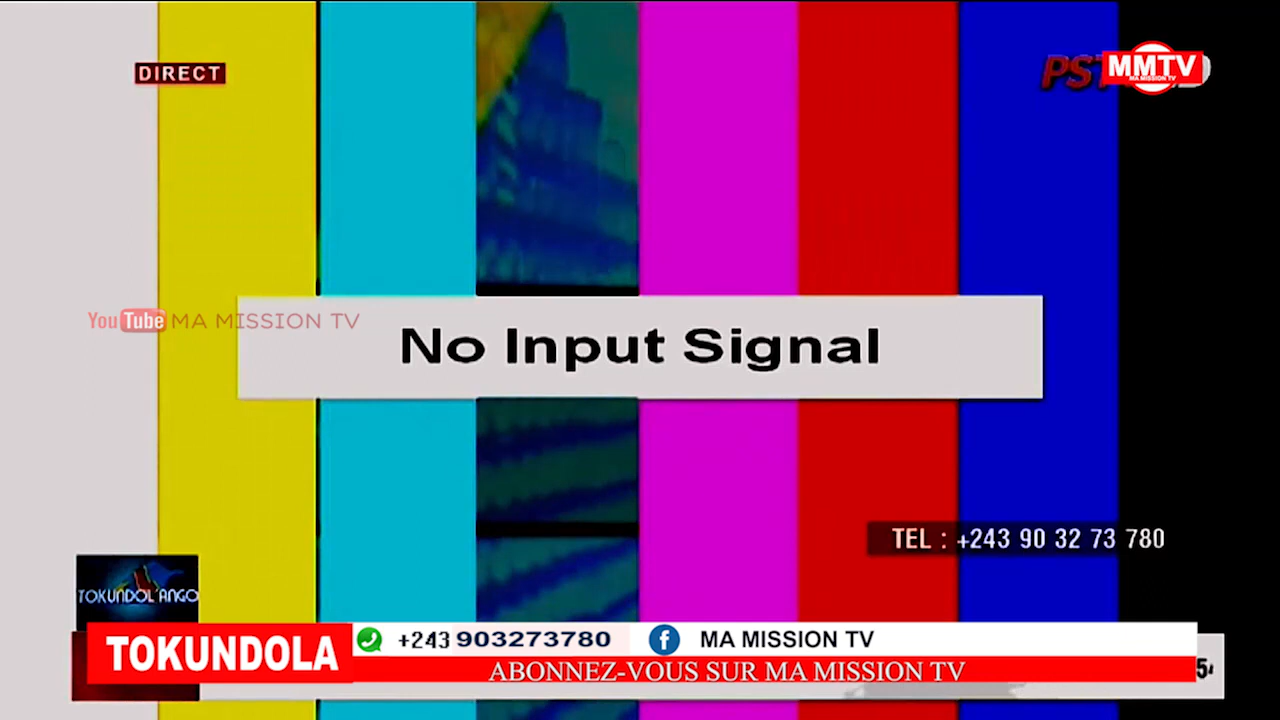 DIRECT
MMTV
MA MISSION TV
YouTube MA MISSION TV
No Input Signal
TEL : +243 90 32 73 780
TOKUNDOL'ANGO
TOKUNDOLA
+243 903273780
MA MISSION TV
ABONNEZ-VOUS SUR MA MISSION TV